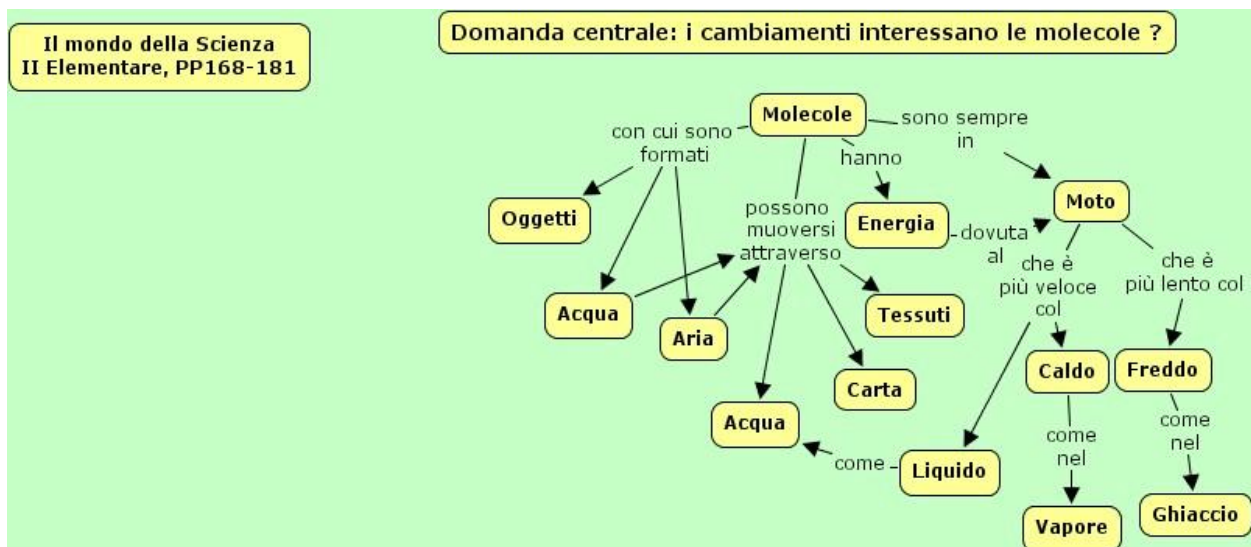 Il mondo della Scienza
II Elementare, PP168-181
Domanda centrale: i cambiamenti interessano le molecole ?
Molecole
con cui sono
formati
hanno
sono sempre
in
Oggetti
possono
muoversi
attraverso
Energia
dovuta
al
Moto
che è
più veloce
col
che è
più lento col
Acqua
Aria
Tessuti
Carta
Caldo
Freddo
Acqua
come
Liquido
come
nel
come
nel
Vapore
Ghiaccio